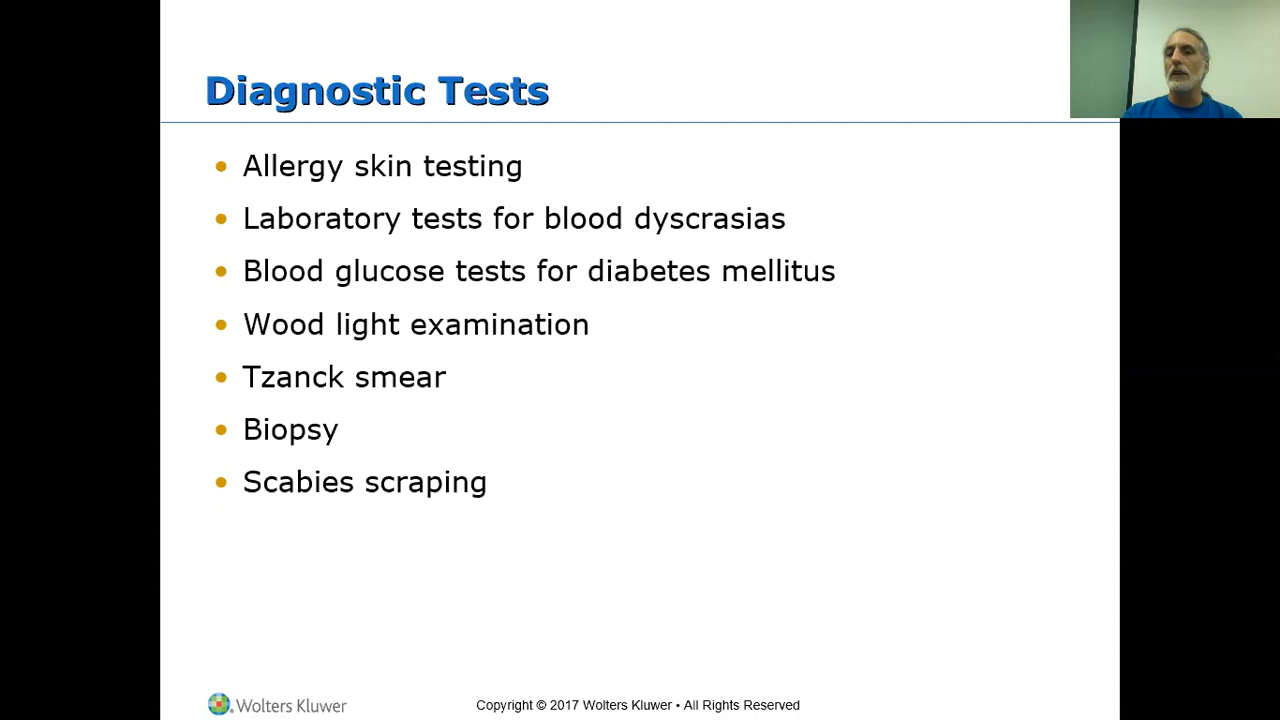 Diagnostic Tests
• Allergy skin testing
• Laboratory tests for blood dyscrasias
• Blood glucose tests for diabetes mellitus
• Wood light examination
• Tzanck smear
• Biopsy
• Scabies scraping
Wolters Kluwer
Copyright © 2017 Wolters Kluwer • All Rights Reserved